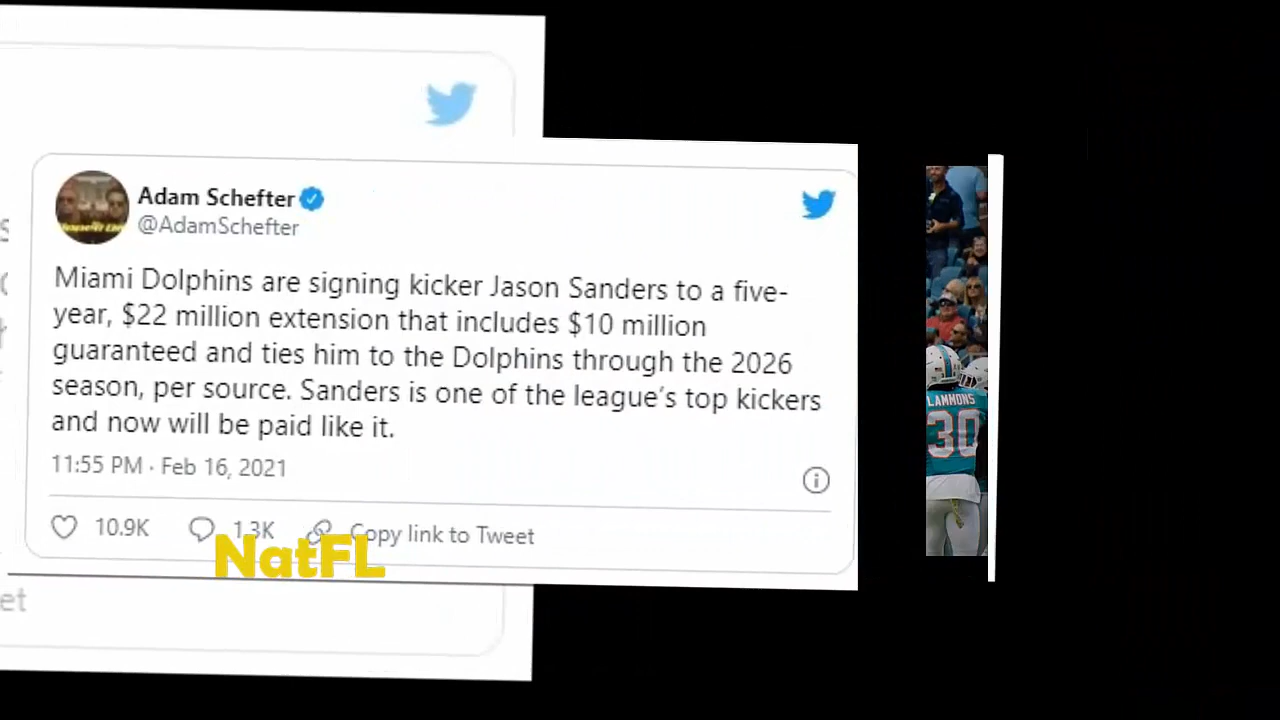 Adam Schefter
@AdamSchefter
Miami Dolphins are signing kicker Jason Sanders to a five-
year, $22 million extension that includes $10 million
guaranteed and ties him to the Dolphins through the 2026
season, per source. Sanders is one of the league's top kickers
and now will be paid like it.
11:55 PM · Feb 16, 2021
10.9K 1.3K Copy link to Tweet
NatFL
et
LAMMONS
30